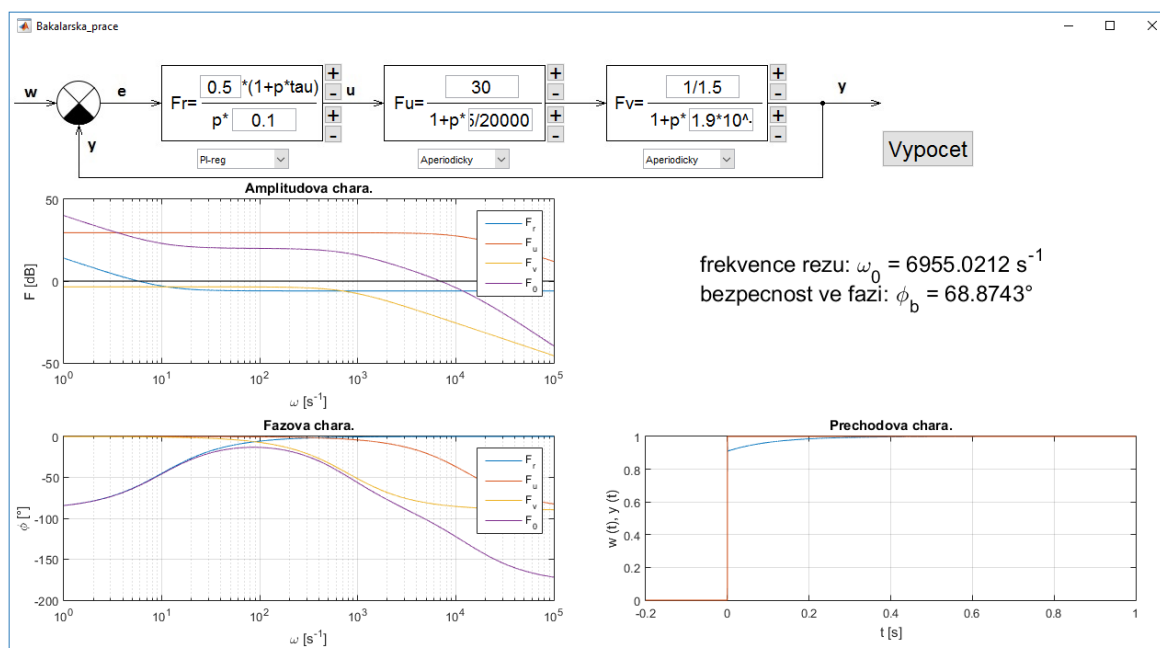 Bakalarska_prace
w
e
Fr=
0.5 *(1+p*tau)
p* 0.1
+
-
+
-
u
Fu=
30
1+p* 5/20000
+
-
+
-
Fv=
1/1.5
1+p* 1.9*10^-
+
-
+
-
y
y
PI-reg
Aperiodicky
Aperiodicky
Vypocet
Amplitudova chara.
50
0
-50
F [dB]
F_r
F_u
F_v
F_0
10^0
10^1
10^2
10^3
10^4
10^5
ω [s^-1]
frekvence rezu: ω_0 = 6955.0212 s^-1
bezpecnost ve fazi: ϕ_b = 68.8743°
Fazova chara.
0
-50
-100
-150
-200
ϕ [°]
F_r
F_u
F_v
F_0
10^0
10^1
10^2
10^3
10^4
10^5
ω [s^-1]
Prechodova chara.
1
0.8
0.6
0.4
0.2
0
w (t), y (t)
-0.2
0
0.2
0.4
0.6
0.8
1
t [s]